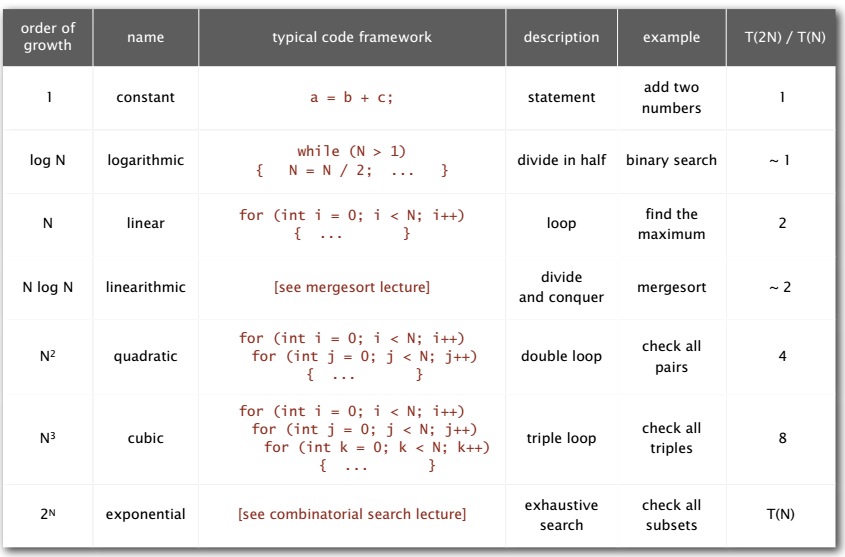 order of growth name typical code framework description example T(2N) / T(N)
1 constant a = b + c; statement add two numbers 1
log N logarithmic while (N > 1) { N = N / 2; ... } divide in half binary search ~ 1
N linear for (int i = 0; i < N; i++) { ... } loop find the maximum 2
N log N linearithmic [see mergesort lecture] divide and conquer mergesort ~ 2
N² quadratic for (int i = 0; i < N; i++) for (int j = 0; j < N; j++) { ... } double loop check all pairs 4
N³ cubic for (int i = 0; i < N; i++) for (int j = 0; j < N; j++) for (int k = 0; k < N; k++) { ... } triple loop check all triples 8
2ᴺ exponential [see combinatorial search lecture] exhaustive search check all subsets T(N)